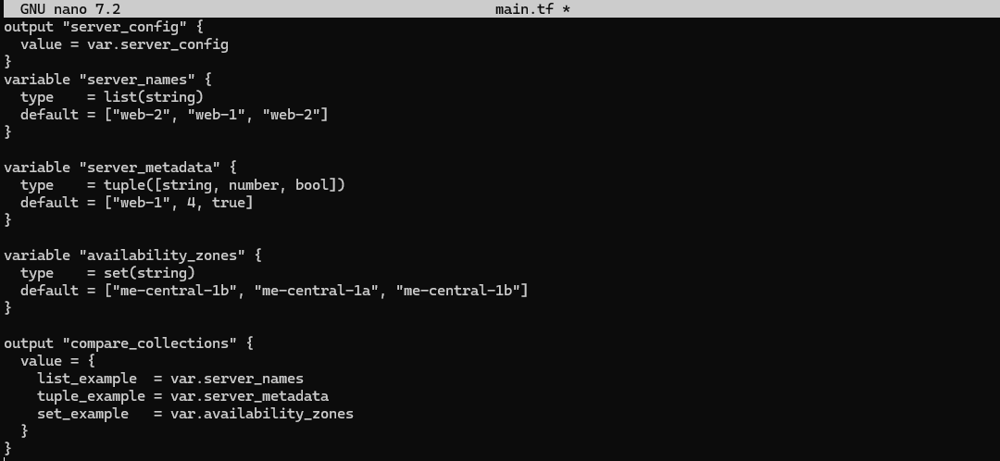 GNU nano 7.2 main.tf *
output "server_config" {
  value = var.server_config
}
variable "server_names" {
  type    = list(string)
  default = ["web-2", "web-1", "web-2"]
}

variable "server_metadata" {
  type    = tuple([string, number, bool])
  default = ["web-1", 4, true]
}

variable "availability_zones" {
  type    = set(string)
  default = ["me-central-1b", "me-central-1a", "me-central-1b"]
}

output "compare_collections" {
  value = {
    list_example  = var.server_names
    tuple_example = var.server_metadata
    set_example   = var.availability_zones
  }
}